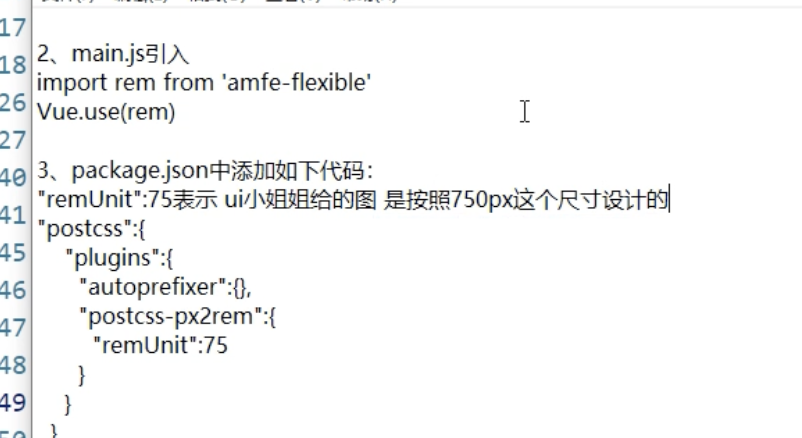 17
18
26
27
40
41
45
46
47
48
49
50
2、main.js引入
import rem from 'amfe-flexible'
Vue.use(rem)
3、package.json中添加如下代码：
"remUnit":75表示 ui小姐姐给的图 是按照750px这个尺寸设计的
"postcss":{
"plugins":{
"autoprefixer":{},
"postcss-px2rem":{
"remUnit":75
}
}
}